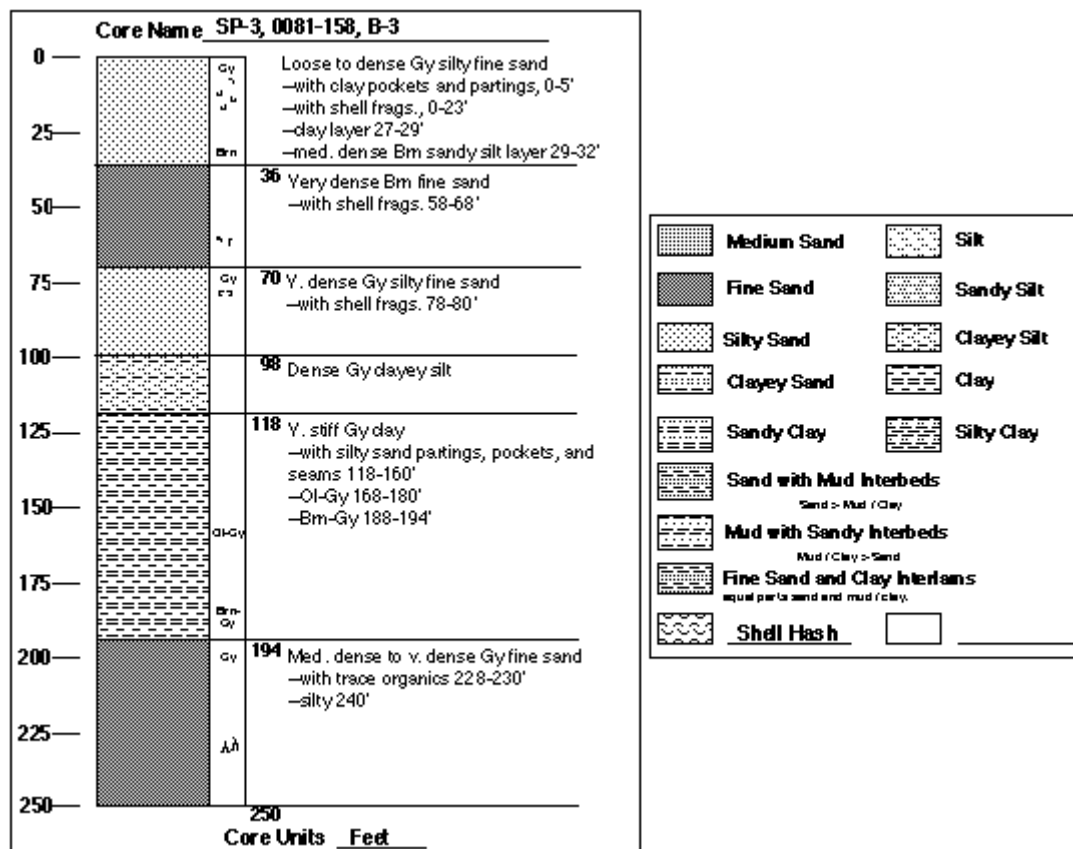 Core Name SP-3, 0081-158, B-3
0
Gy
Loose to dense Gy silty fine sand
--with clay pockets and partings, 0-5'
--with shell frags., 0-23'
--clay layer 27-29'
25
Brn
--med. dense Brn sandy silt layer 29-32'
36 Very dense Brn fine sand
--with shell frags. 58-68'
50
75
Gy
70 V. dense Gy silty fine sand
--with shell frags. 78-80'
100
98 Dense Gy clayey silt
125
118 V. stiff Gy clay
--with silty sand partings, pockets, and
seams 118-160'
--Ol-Gy 168-180'
--Brn-Gy 188-194'
150
Ol-Gy
175
Brn-
Gy
200
Gy
194 Med. dense to v. dense Gy fine sand
--with trace organics 228-230'
--silty 240'
225
250
250
Core Units Feet
Medium Sand
Silt
Fine Sand
Sandy Silt
Silty Sand
Clayey Silt
Clayey Sand
Clay
Sandy Clay
Silty Clay
Sand with Mud Interbeds
Sand > Mud / Clay
Mud with Sandy Interbeds
Mud / Clay > Sand
Fine Sand and Clay Interlams
equal parts sand and mud / clay.
Shell Hash